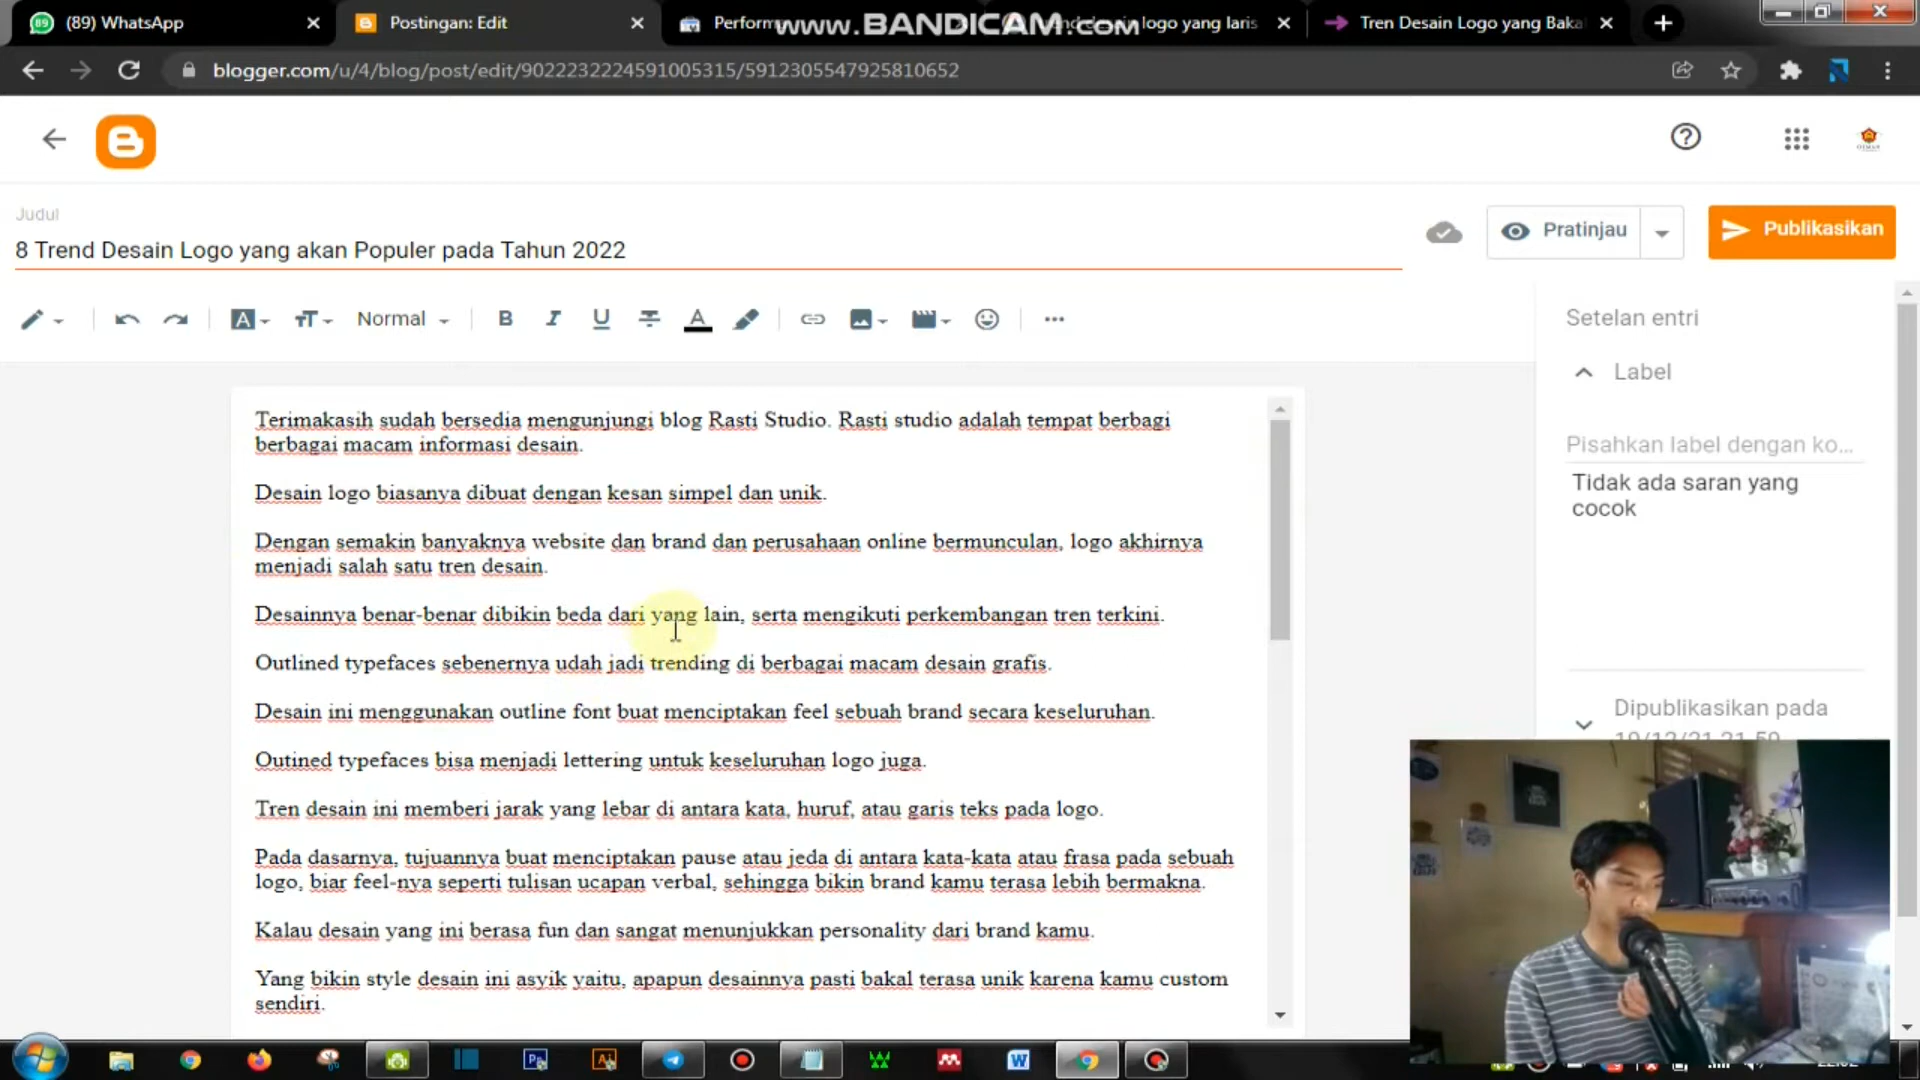 (89) WhatsApp
Postingan: Edit
Perform
www.BANDICAM.com
logo yang laris
Tren Desain Logo yang Baka
blogger.com/u/4/blog/post/edit/9022232224591005315/5912305547925810652
Judul
8 Trend Desain Logo yang akan Populer pada Tahun 2022
Pratinjau
Publikasikan
Normal
Setelan entri
Label
Pisahkan label dengan ko...
Tidak ada saran yang
cocok
Dipublikasikan pada
Terimakasih sudah bersedia mengunjungi blog Rasti Studio. Rasti studio adalah tempat berbagi
berbagai macam informasi desain.
Desain logo biasanya dibuat dengan kesan simpel dan unik.
Dengan semakin banyaknya website dan brand dan perusahaan online bermunculan, logo akhirnya
menjadi salah satu tren desain.
Desainnya benar-benar dibikin beda dari yang lain, serta mengikuti perkembangan tren terkini.
Outlined typefaces sebenernya udah jadi trending di berbagai macam desain grafis.
Desain ini menggunakan outline font buat menciptakan feel sebuah brand secara keseluruhan.
Outined typefaces bisa menjadi lettering untuk keseluruhan logo juga.
Tren desain ini memberi jarak yang lebar di antara kata, huruf, atau garis teks pada logo.
Pada dasarnya, tujuannya buat menciptakan pause atau jeda di antara kata-kata atau frasa pada sebuah
logo, biar feel-nya seperti tulisan ucapan verbal, sehingga bikin brand kamu terasa lebih bermakna.
Kalau desain yang ini berasa fun dan sangat menunjukkan personality dari brand kamu.
Yang bikin style desain ini asyik yaitu, apapun desainnya pasti bakal terasa unik karena kamu custom
sendiri.